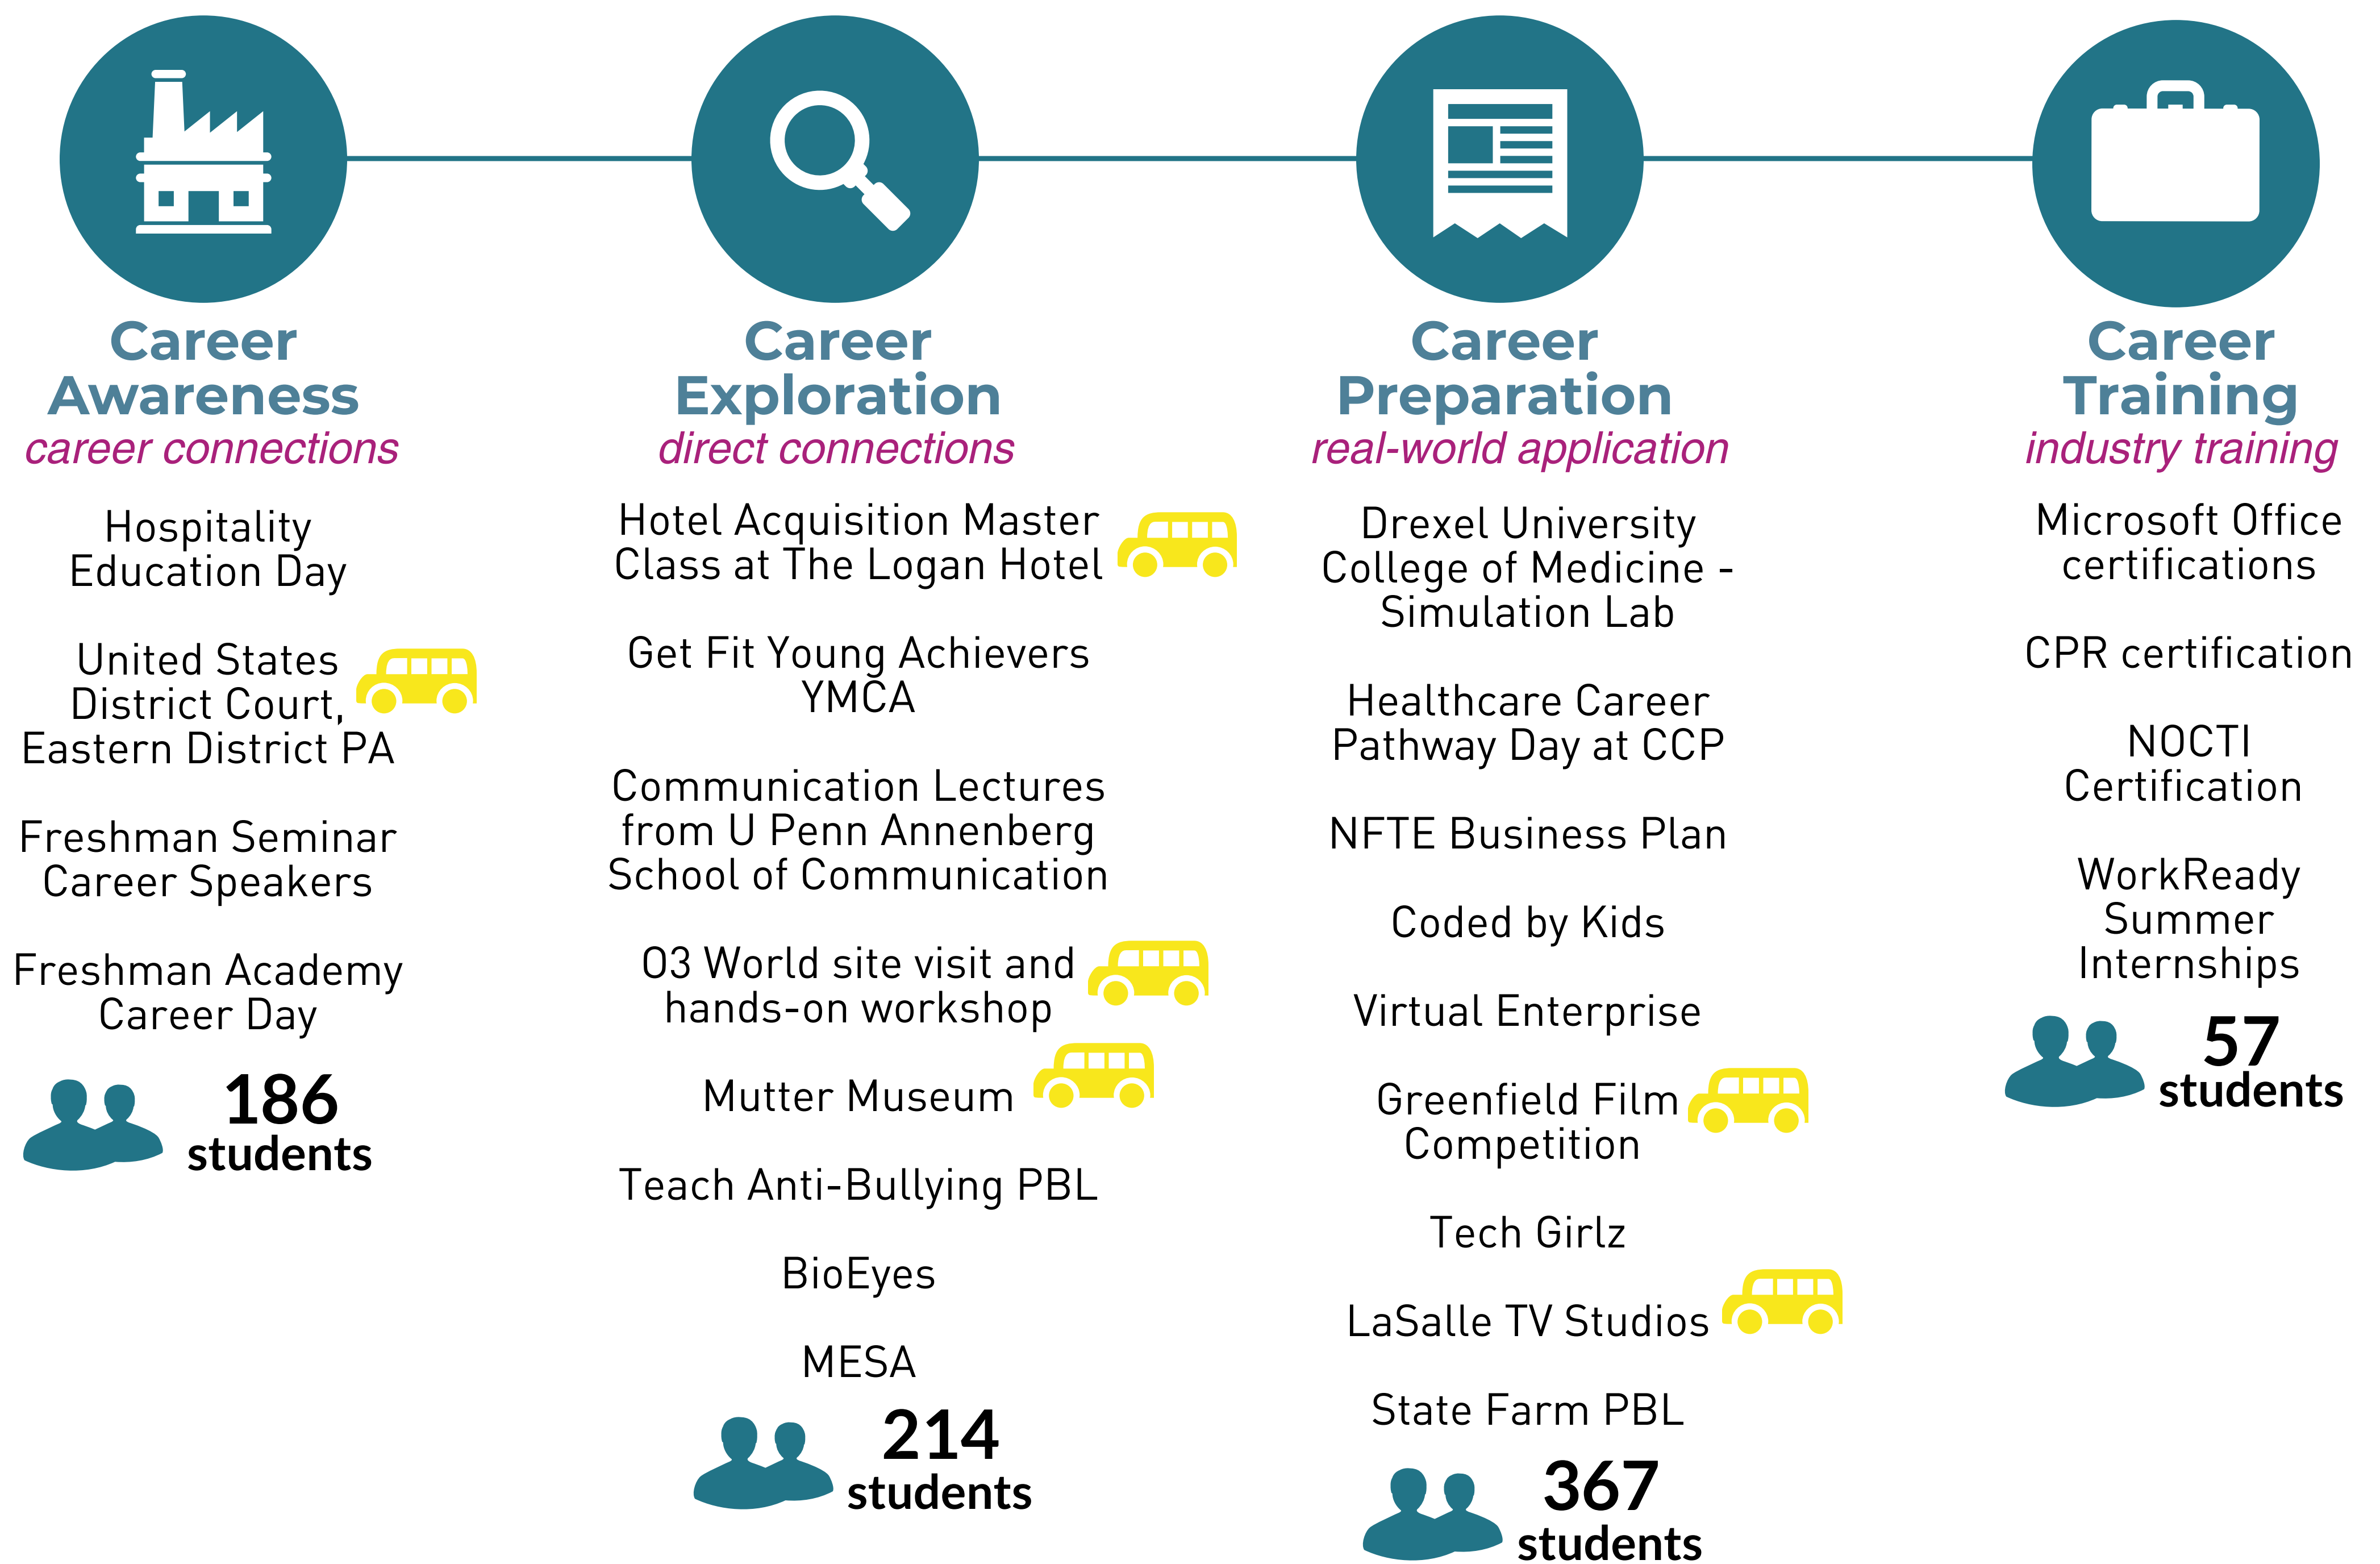 Career
Awareness
career connections
Hospitality
Education Day
United States
District Court,
Eastern District PA
Freshman Seminar
Career Speakers
Freshman Academy
Career Day
186
students
Career
Exploration
direct connections
Hotel Acquisition Master
Class at The Logan Hotel
Get Fit Young Achievers
YMCA
Communication Lectures
from U Penn Annenberg
School of Communication
O3 World site visit and
hands-on workshop
Mutter Museum
Teach Anti-Bullying PBL
BioEyes
MESA
214
students
Career
Preparation
real-world application
Drexel University
College of Medicine -
Simulation Lab
Healthcare Career
Pathway Day at CCP
NFTE Business Plan
Coded by Kids
Virtual Enterprise
Greenfield Film
Competition
Tech Girlz
LaSalle TV Studios
State Farm PBL
367
students
Career
Training
industry training
Microsoft Office
certifications
CPR certification
NOCTI
Certification
WorkReady
Summer
Internships
57
students